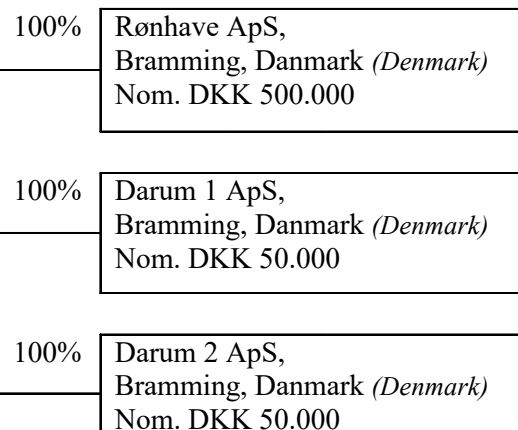 100% Rønhave ApS,
Bramming, Danmark (Denmark)
Nom. DKK 500.000
100% Darum 1 ApS,
Bramming, Danmark (Denmark)
Nom. DKK 50.000
100% Darum 2 ApS,
Bramming, Danmark (Denmark)
Nom. DKK 50.000